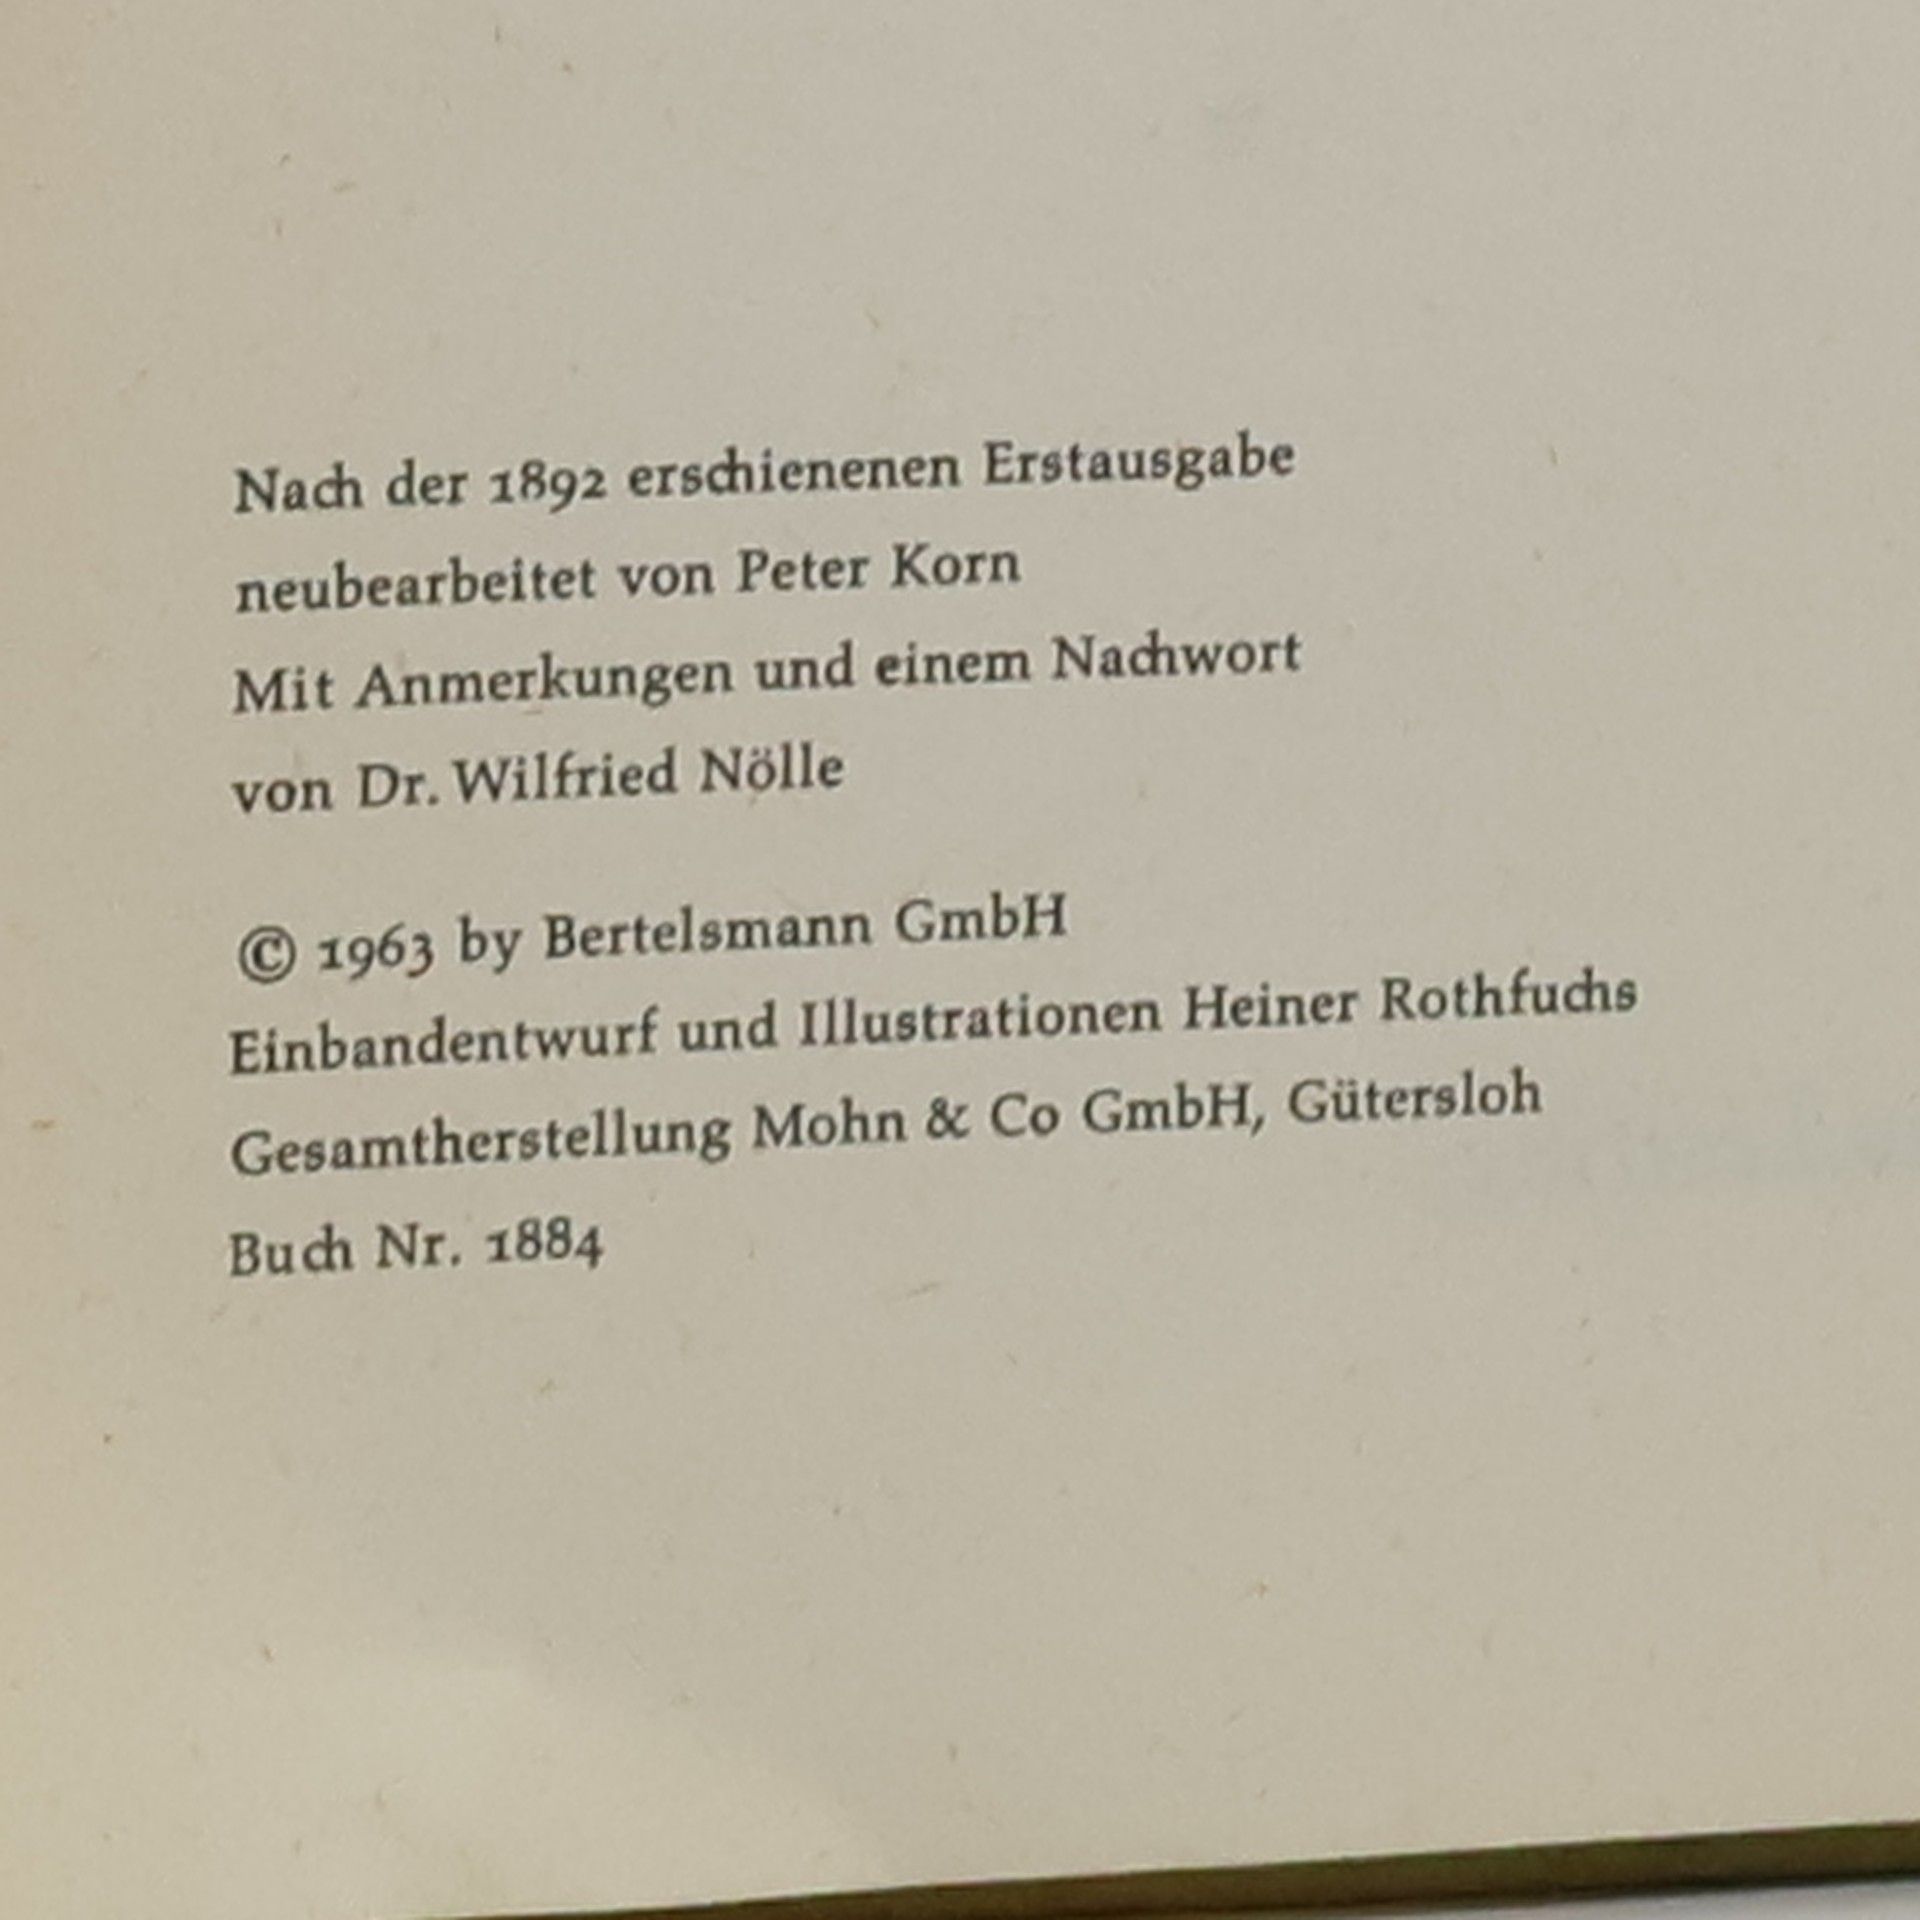 Nach der 1892 erschienenen Erstausgabe
neubearbeitet von Peter Korn
Mit Anmerkungen und einem Nachwort
von Dr. Wilfried Nölle
© 1963 by Bertelsmann GmbH
Einbandentwurf und Illustrationen Heiner Rothfuchs
Gesamtherstellung Mohn & Co GmbH, Gütersloh
Buch Nr. 1884